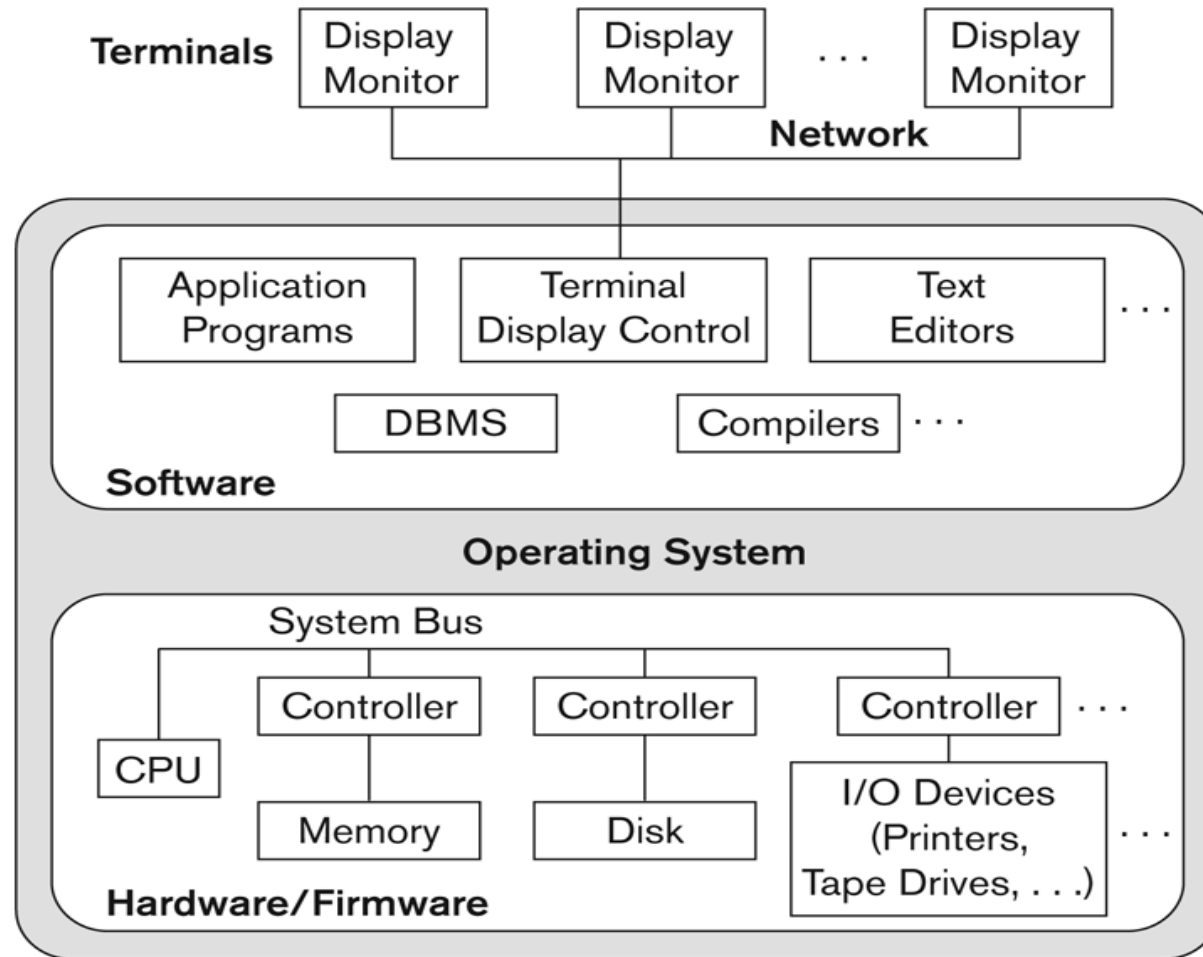 Terminals
Display
Monitor
Display
Monitor
. . .
Display
Monitor
Network
Application
Programs
Terminal
Display Control
Text
Editors
. . .
DBMS
Compilers
. . .
Software
Operating System
System Bus
CPU
Controller
Controller
Controller
. . .
Memory
Disk
I/O Devices
(Printers,
Tape Drives, . . .)
. . .
Hardware/Firmware